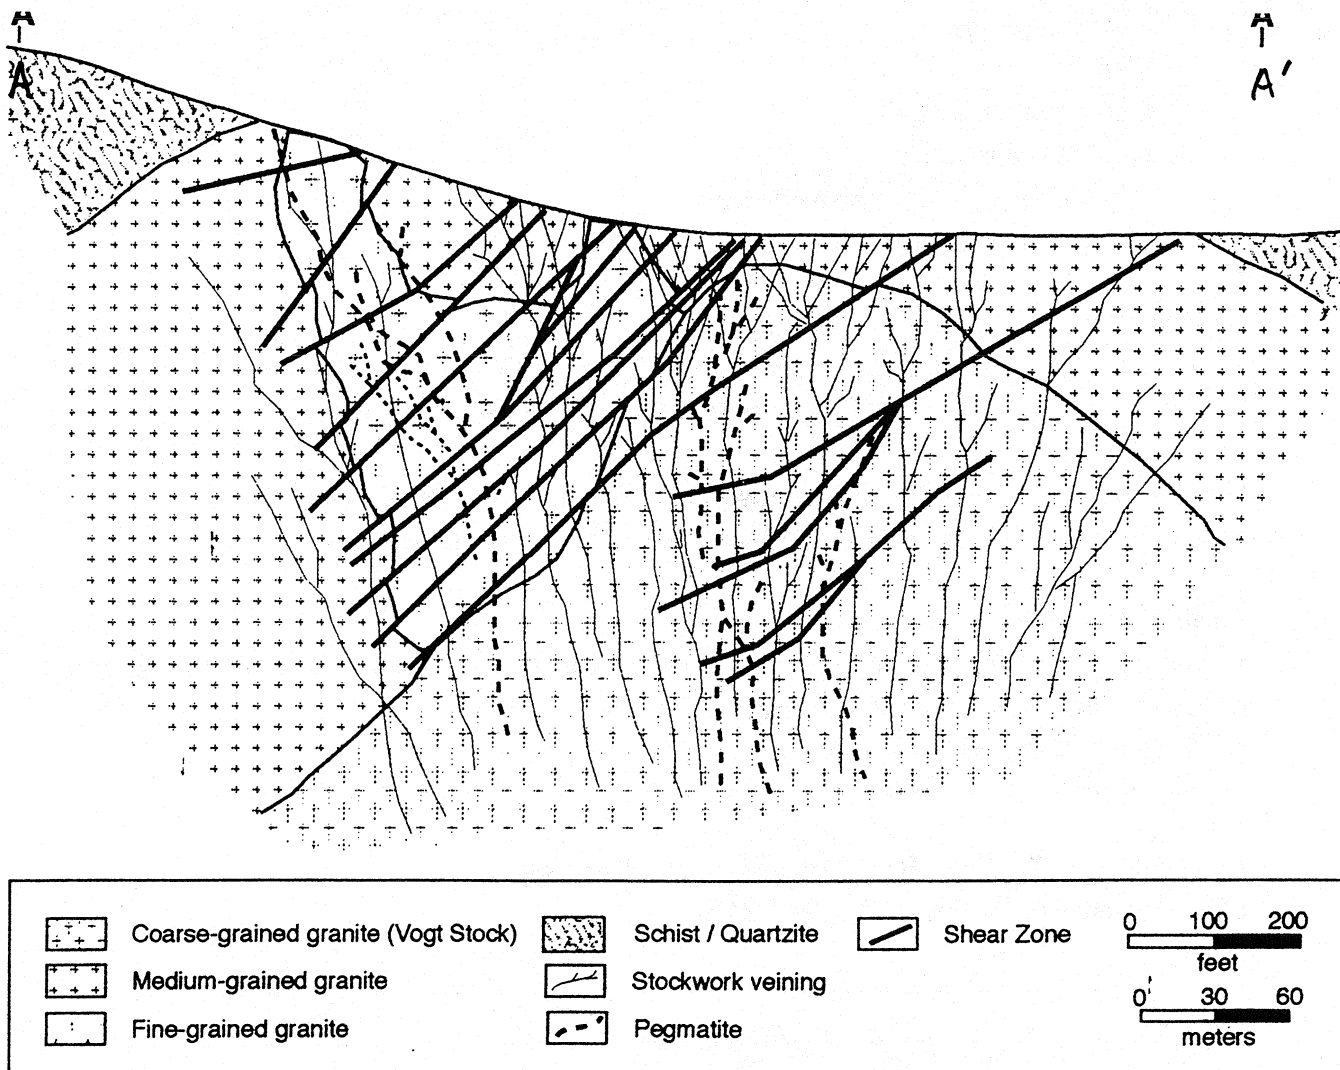 A A
A A'
Coarse-grained granite (Vogt Stock)
Medium-grained granite
Fine-grained granite
Schist / Quartzite
Stockwork veining
Pegmatite
Shear Zone
0 100 200
feet
0 30 60
meters